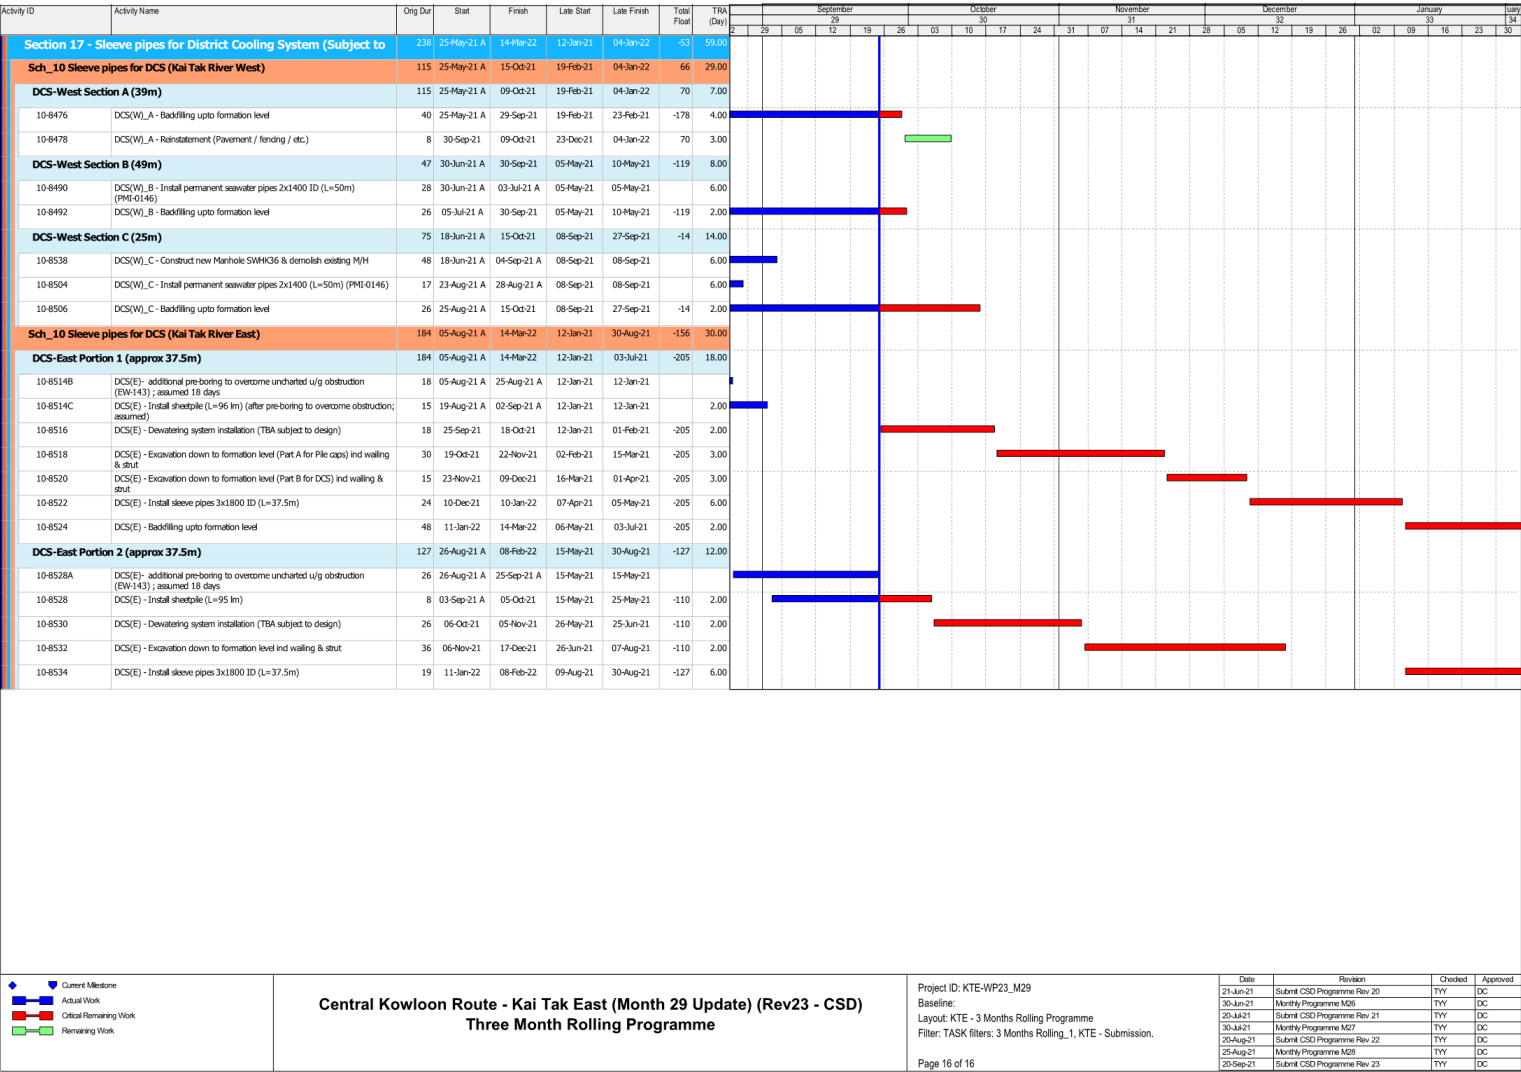 Activity ID Activity Name Orig Dur Start Finish Late Start Late Finish Total Float TRA (Day)
September October November December January uary
29 30 31 32 33 34
2 29 05 12 19 26 03 10 17 24 31 07 14 21 28 05 12 19 26 02 09 16 23 30
Section 17 - Sleeve pipes for District Cooling System (Subject to 238 25-May-21 A 14-Mar-22 12-Jan-21 04-Jan-22 -53 59.00
Sch_10 Sleeve pipes for DCS (Kai Tak River West) 115 25-May-21 A 15-Oct-21 19-Feb-21 04-Jan-22 66 29.00
DCS-West Section A (39m) 115 25-May-21 A 09-Oct-21 19-Feb-21 04-Jan-22 70 7.00
10-8476 DCS(W)_A - Backfilling upto formation level 40 25-May-21 A 29-Sep-21 19-Feb-21 23-Feb-21 -178 4.00
10-8478 DCS(W)_A - Reinstatement (Pavement / fencing / etc.) 8 30-Sep-21 09-Oct-21 23-Dec-21 04-Jan-22 70 3.00
DCS-West Section B (49m) 47 30-Jun-21 A 30-Sep-21 05-May-21 10-May-21 -119 8.00
10-8490 DCS(W)_B - Install permanent seawater pipes 2x1400 ID (L=50m) 28 30-Jun-21 A 03-Jul-21 A 05-May-21 05-May-21 6.00
(PMI-0146)
10-8492 DCS(W)_B - Backfilling upto formation level 26 05-Jul-21 A 30-Sep-21 05-May-21 10-May-21 -119 2.00
DCS-West Section C (25m) 75 18-Jun-21 A 15-Oct-21 08-Sep-21 27-Sep-21 -14 14.00
10-8538 DCS(W)_C - Construct new Manhole SWHK36 & demolish existing M/H 48 18-Jun-21 A 04-Sep-21 A 08-Sep-21 08-Sep-21 6.00
10-8504 DCS(W)_C - Install permanent seawater pipes 2x1400 (L=50m) (PMI-0146) 17 23-Aug-21 A 28-Aug-21 A 08-Sep-21 08-Sep-21 6.00
10-8506 DCS(W)_C - Backfilling upto formation level 26 25-Aug-21 A 15-Oct-21 08-Sep-21 27-Sep-21 -14 2.00
Sch_10 Sleeve pipes for DCS (Kai Tak River East) 184 05-Aug-21 A 14-Mar-22 12-Jan-21 30-Aug-21 -156 30.00
DCS-East Portion 1 (approx 37.5m) 184 05-Aug-21 A 14-Mar-22 12-Jan-21 03-Jul-21 -205 18.00
10-8514B DCS(E)- additional pre-boring to overcome uncharted u/g obstruction 18 05-Aug-21 A 25-Aug-21 A 12-Jan-21 12-Jan-21
(EW-143) ; assumed 18 days
10-8514C DCS(E) - Install sheetpile (L=96 lm) (after pre-boring to overcome obstruction; 15 19-Aug-21 A 02-Sep-21 A 12-Jan-21 12-Jan-21 2.00
assumed)
10-8516 DCS(E) - Dewatering system installation (TBA subject to design) 18 25-Sep-21 18-Oct-21 12-Jan-21 01-Feb-21 -205 2.00
10-8518 DCS(E) - Excavation down to formation level (Part A for Pile caps) ind wailing 30 19-Oct-21 22-Nov-21 02-Feb-21 15-Mar-21 -205 3.00
& strut
10-8520 DCS(E) - Excavation down to formation level (Part B for DCS) ind wailing & 15 23-Nov-21 09-Dec-21 16-Mar-21 01-Apr-21 -205 3.00
strut
10-8522 DCS(E) - Install sleeve pipes 3x1800 ID (L=37.5m) 24 10-Dec-21 10-Jan-22 07-Apr-21 05-May-21 -205 6.00
10-8524 DCS(E) - Backfilling upto formation level 48 11-Jan-22 14-Mar-22 06-May-21 03-Jul-21 -205 2.00
DCS-East Portion 2 (approx 37.5m) 127 26-Aug-21 A 08-Feb-22 15-May-21 30-Aug-21 -127 12.00
10-8528A DCS(E)- additional pre-boring to overcome uncharted u/g obstruction 26 26-Aug-21 A 25-Sep-21 A 15-May-21 15-May-21
(EW-143) ; assumed 18 days
10-8528 DCS(E) - Install sheetpile (L=95 lm) 8 03-Sep-21 A 05-Oct-21 15-May-21 25-May-21 -110 2.00
10-8530 DCS(E) - Dewatering system installation (TBA subject to design) 26 06-Oct-21 05-Nov-21 26-May-21 25-Jun-21 -110 2.00
10-8532 DCS(E) - Excavation down to formation level ind wailing & strut 36 06-Nov-21 17-Dec-21 26-Jun-21 07-Aug-21 -110 2.00
10-8534 DCS(E) - Install sleeve pipes 3x1800 ID (L=37.5m) 19 11-Jan-22 08-Feb-22 09-Aug-21 30-Aug-21 -127 6.00
Current Milestone
Actual Work
Critical Remaining Work
Remaining Work
Central Kowloon Route - Kai Tak East (Month 29 Update) (Rev23 - CSD)
Three Month Rolling Programme
Project ID: KTE-WP23_M29
Baseline:
Layout: KTE - 3 Months Rolling Programme
Filter: TASK filters: 3 Months Rolling_1, KTE - Submission.
Page 16 of 16
Date Revision Checked Approved
21-Jun-21 Submit CSD Programme Rev 20 TYY DC
30-Jun-21 Monthly Programme M26 TYY DC
20-Jul-21 Submit CSD Programme Rev 21 TYY DC
30-Jul-21 Monthly Programme M27 TYY DC
20-Aug-21 Submit CSD Programme Rev 22 TYY DC
25-Aug-21 Monthly Programme M28 TYY DC
20-Sep-21 Submit CSD Programme Rev 23 TYY DC